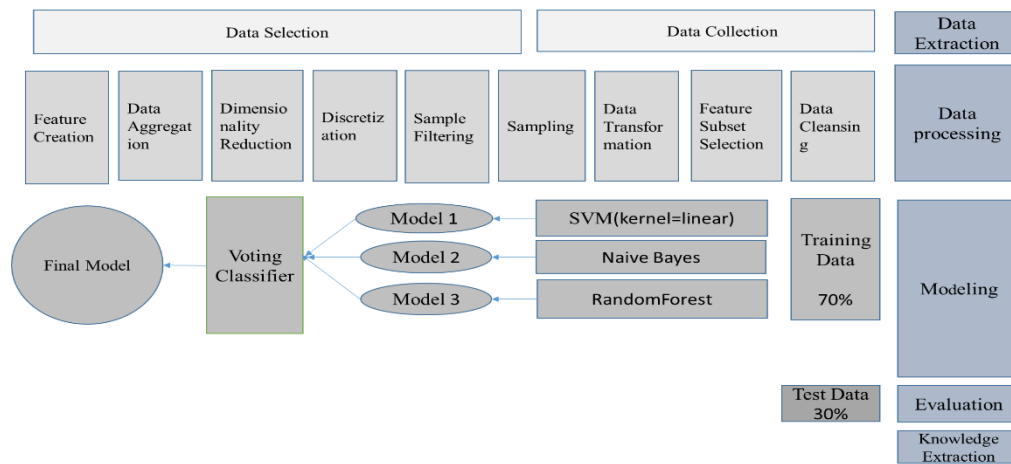 Data Selection
Data Collection
Data
Extraction
Feature
Creation
Data
Aggregat
ion
Dimensio
nality
Reduction
Discretiz
ation
Sample
Filtering
Sampling
Data
Transfor
mation
Feature
Subset
Selection
Data
Cleansin
g
Data
processing
Final Model
Voting
Classifier
Model 1
Model 2
Model 3
SVM(kernel=linear)
Naive Bayes
RandomForest
Training
Data
70%
Modeling
Test Data
30%
Evaluation
Knowledge
Extraction